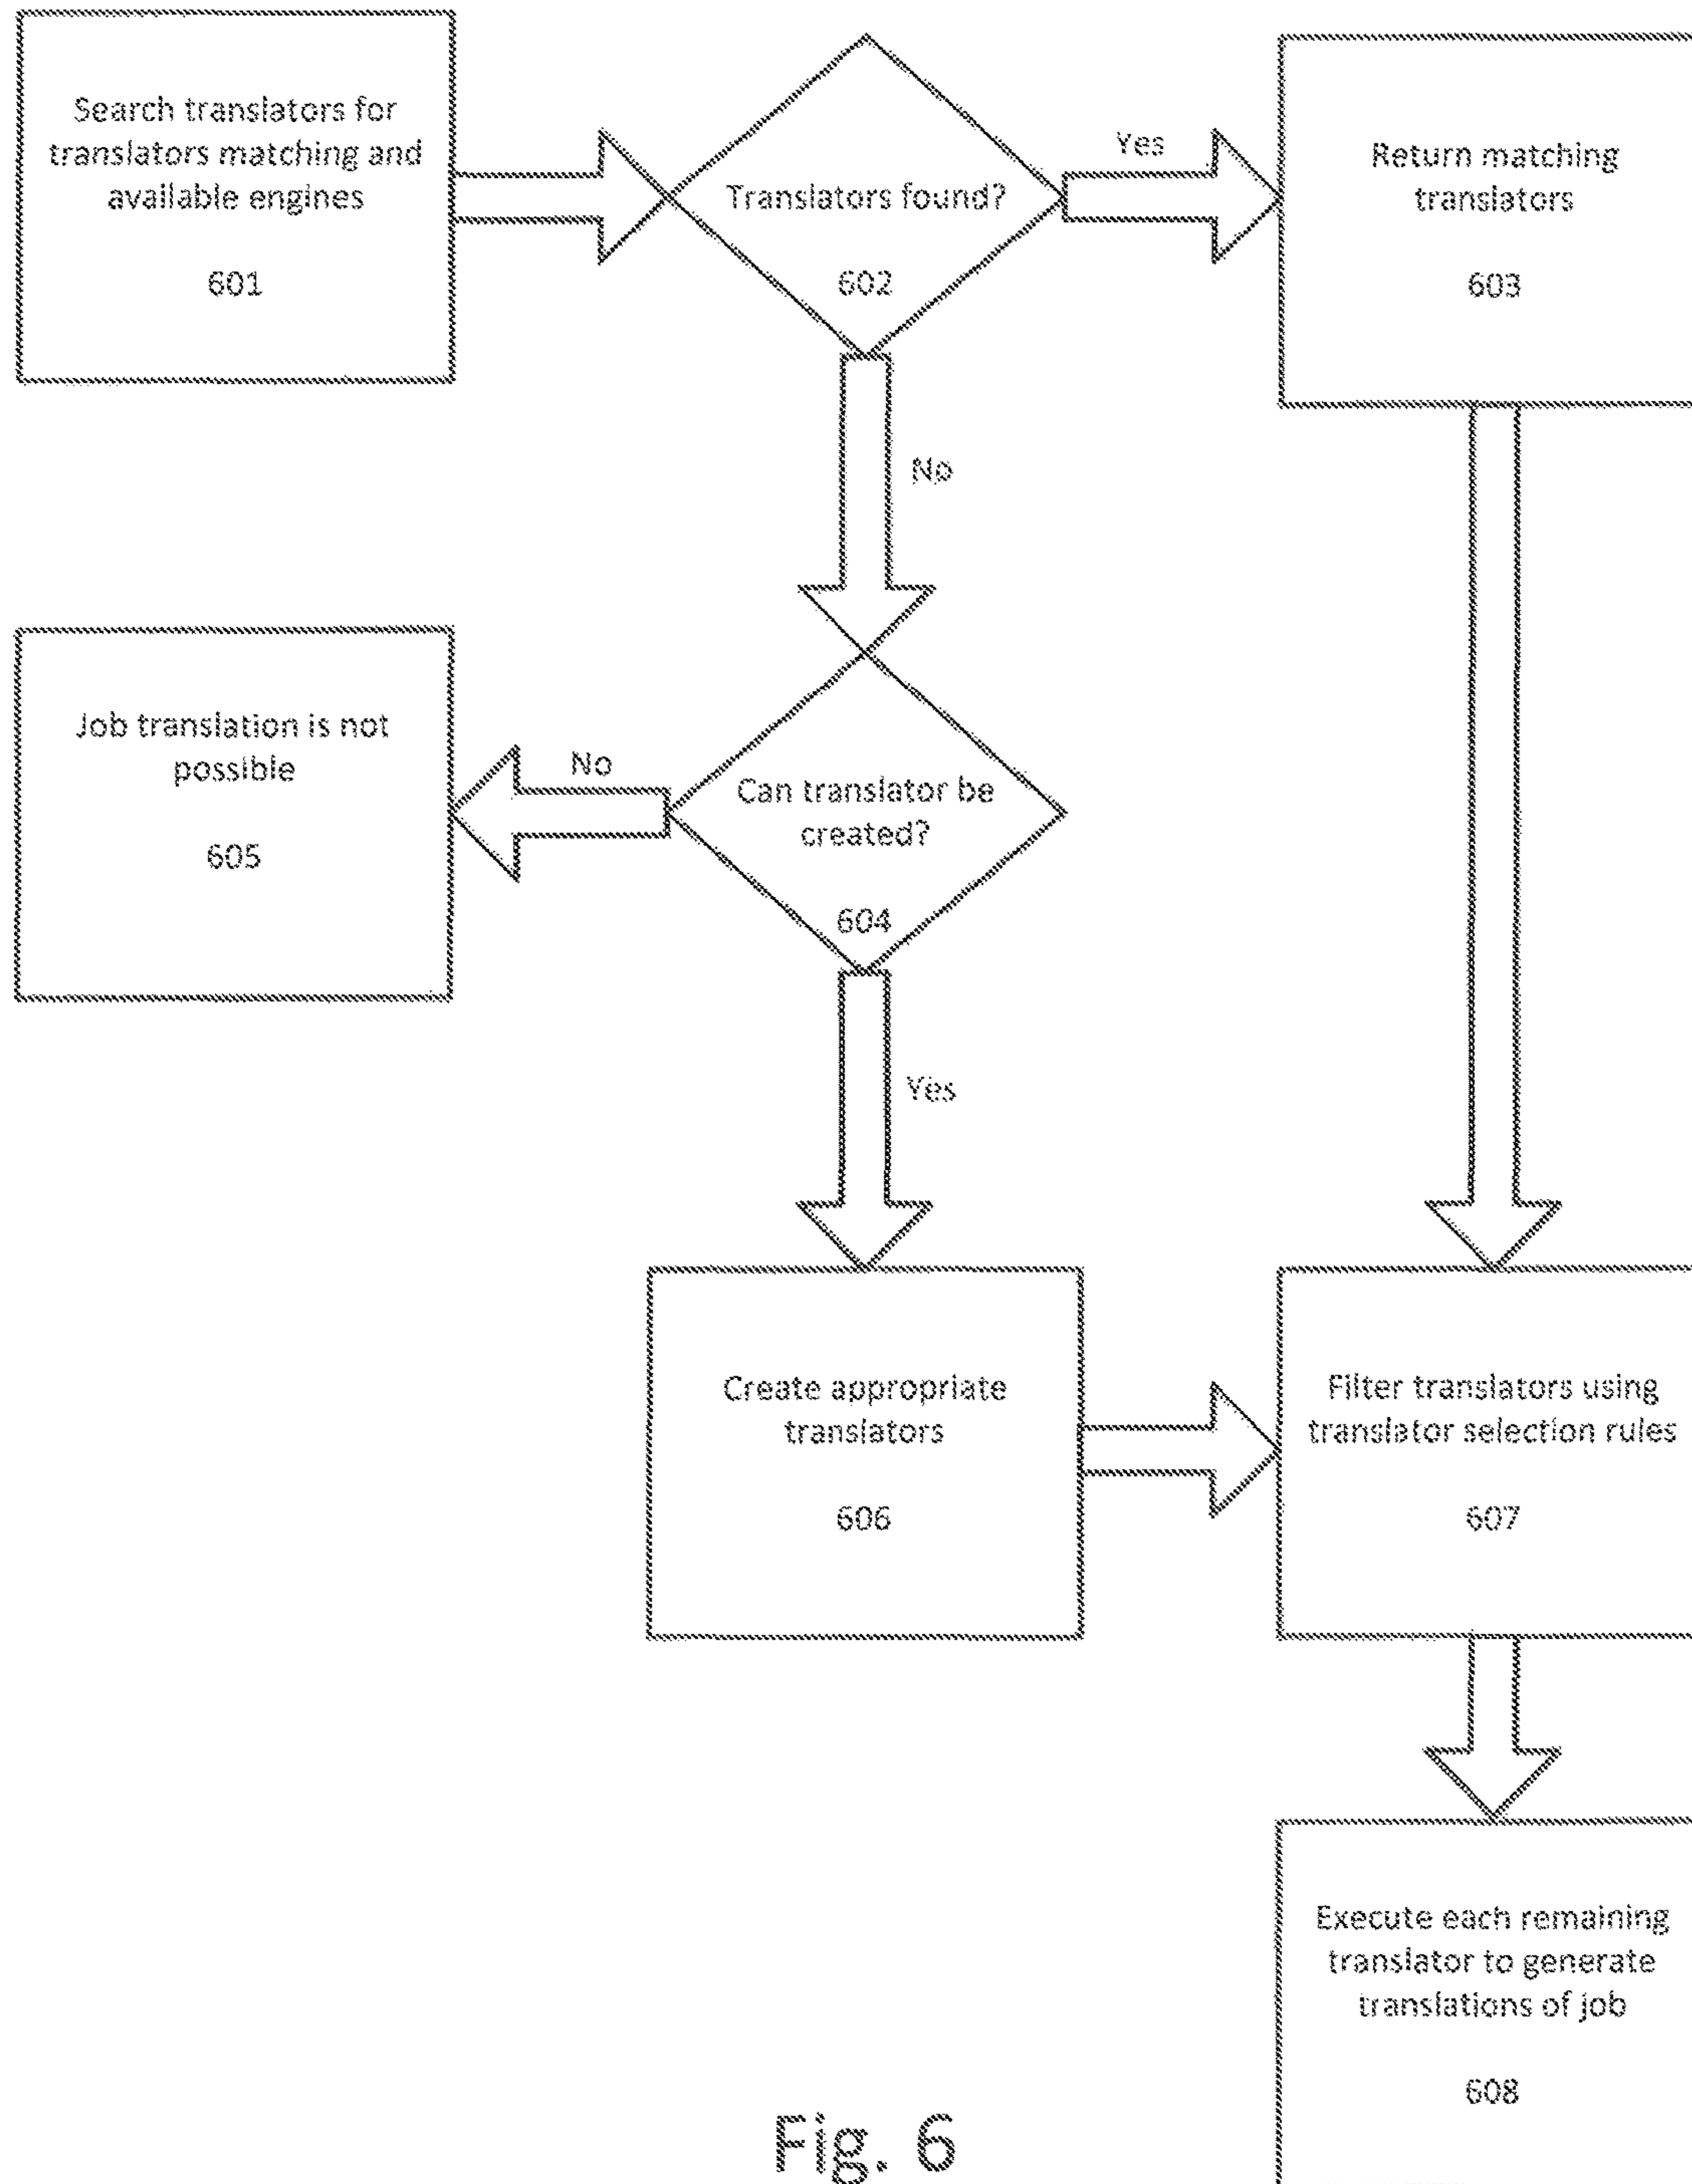 Search translators for
translators matching and
available engines
601
Translators found?
602
Yes
Return matching
translators
603
No
Job translation is not
possible
605
No
Can translator be
created?
604
Yes
Create appropriate
translators
606
Filter translators using
translator selection rules
607
Execute each remaining
translator to generate
translations of job
608
Fig. 6